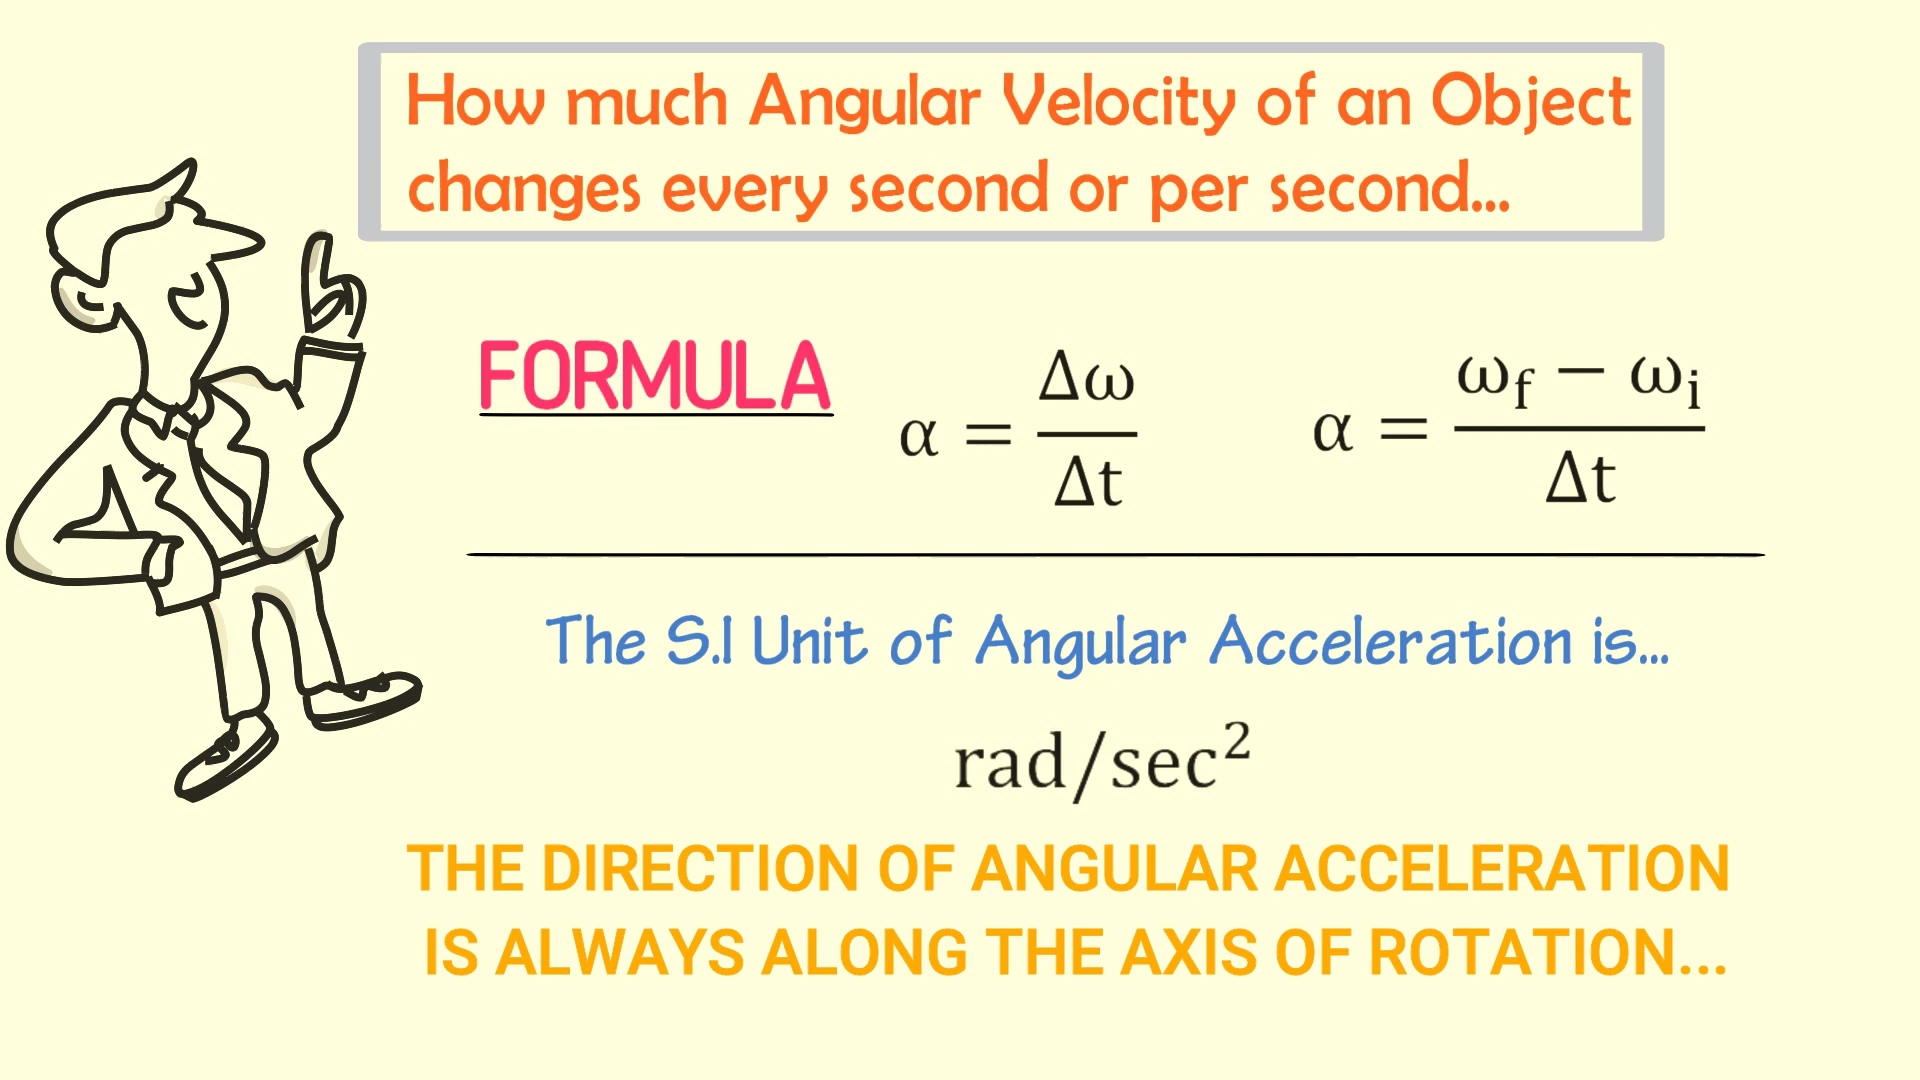 How much Angular Velocity of an Object
changes every second or per second...
FORMULA
α = Δω / Δt
α = ωf − ωi / Δt
The S.I Unit of Angular Acceleration is...
rad/sec²
THE DIRECTION OF ANGULAR ACCELERATION
IS ALWAYS ALONG THE AXIS OF ROTATION...